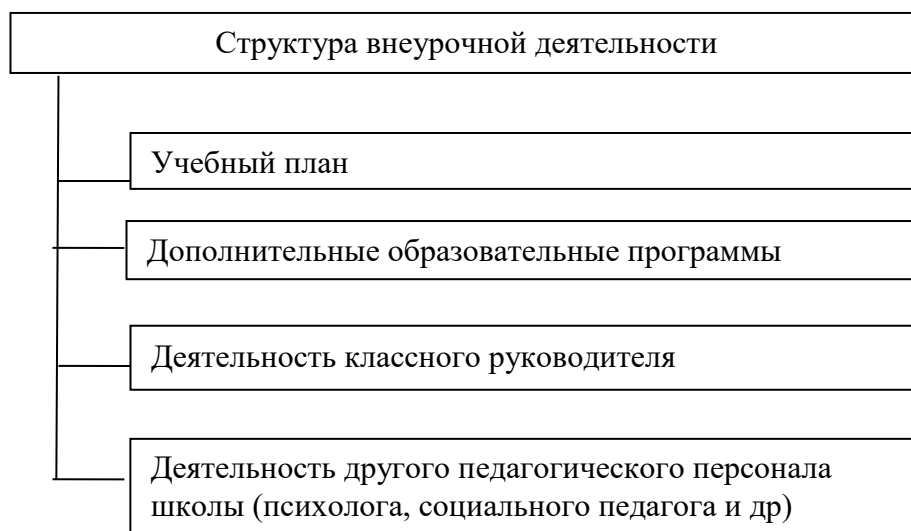 Структура внеурочной деятельности
Учебный план
Дополнительные образовательные программы
Деятельность классного руководителя
Деятельность другого педагогического персонала
школы (психолога, социального педагога и др)